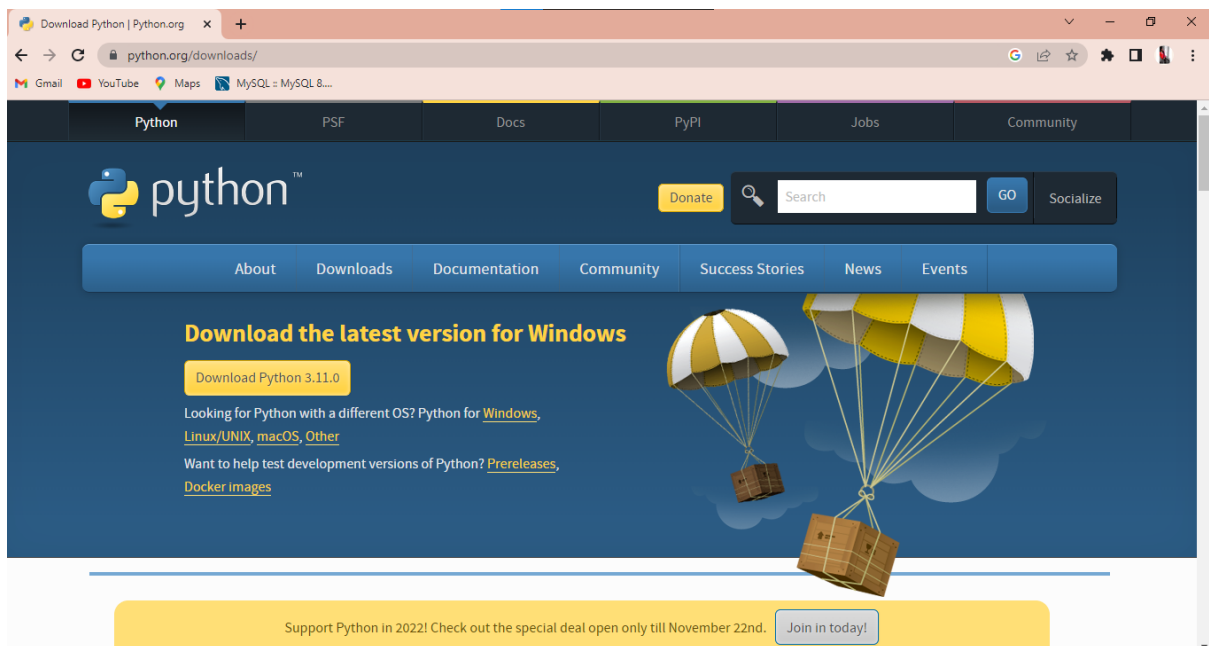 Download Python | Python.org
python.org/downloads/
Gmail YouTube Maps MySQL :: MySQL 8....
Python PSF Docs PyPI Jobs Community
python™
Donate Search GO Socialize
About Downloads Documentation Community Success Stories News Events
Download the latest version for Windows
Download Python 3.11.0
Looking for Python with a different OS? Python for Windows,
Linux/UNIX, macOS, Other
Want to help test development versions of Python? Prereleases,
Docker images
Support Python in 2022! Check out the special deal open only till November 22nd. Join in today!